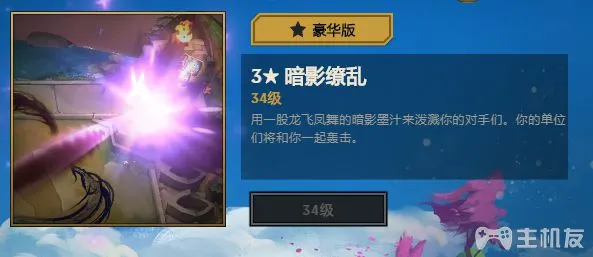 ★ 豪华版
3★ 暗影缭乱
34级
用一股龙飞凤舞的暗影墨汁来泼溅你的对手们。你的单位
们将和你一起轰击。
34级
主机友